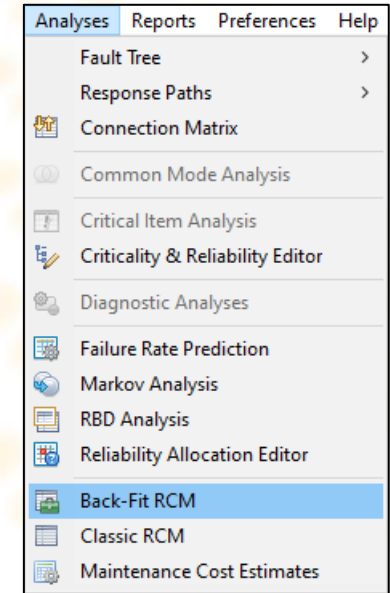 Analyses Reports Preferences Help
Fault Tree
Response Paths
Connection Matrix
Common Mode Analysis
Critical Item Analysis
Criticality & Reliability Editor
Diagnostic Analyses
Failure Rate Prediction
Markov Analysis
RBD Analysis
Reliability Allocation Editor
Back-Fit RCM
Classic RCM
Maintenance Cost Estimates